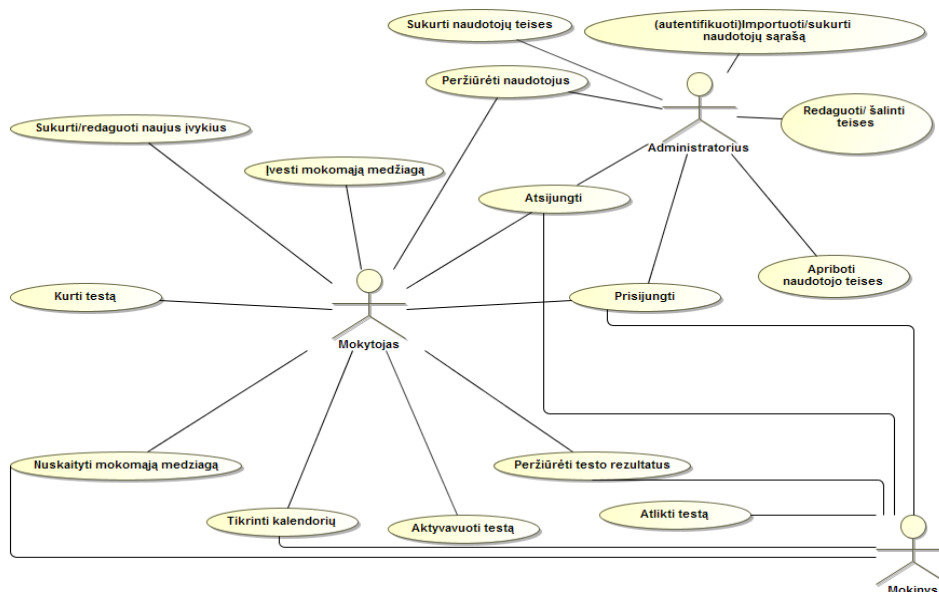 Sukurti naudotojų teises
(autentifikuoti)Importuoti/sukurti
naudotojų sąrašą
Peržiūrėti naudotojus
Redaguoti/ šalinti
teises
Sukurti/redaguoti naujus įvykius
Administratorius
Įvesti mokomąją medžiagą
Atsijungti
Apriboti
naudotojo teises
Kurti testą
Prisijungti
Mokytojas
Nuskaityti mokomąją medziagą
Peržiūrėti testo rezultatus
Tikrinti kalendorių
Aktyvavuoti testą
Atlikti testą
Mokinys